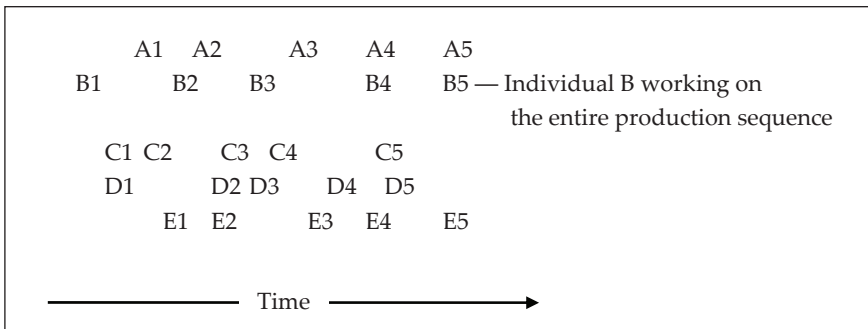 A1 A2 A3 A4 A5
B1 B2 B3 B4 B5 — Individual B working on
the entire production sequence
C1 C2 C3 C4 C5
D1 D2 D3 D4 D5
E1 E2 E3 E4 E5
Time